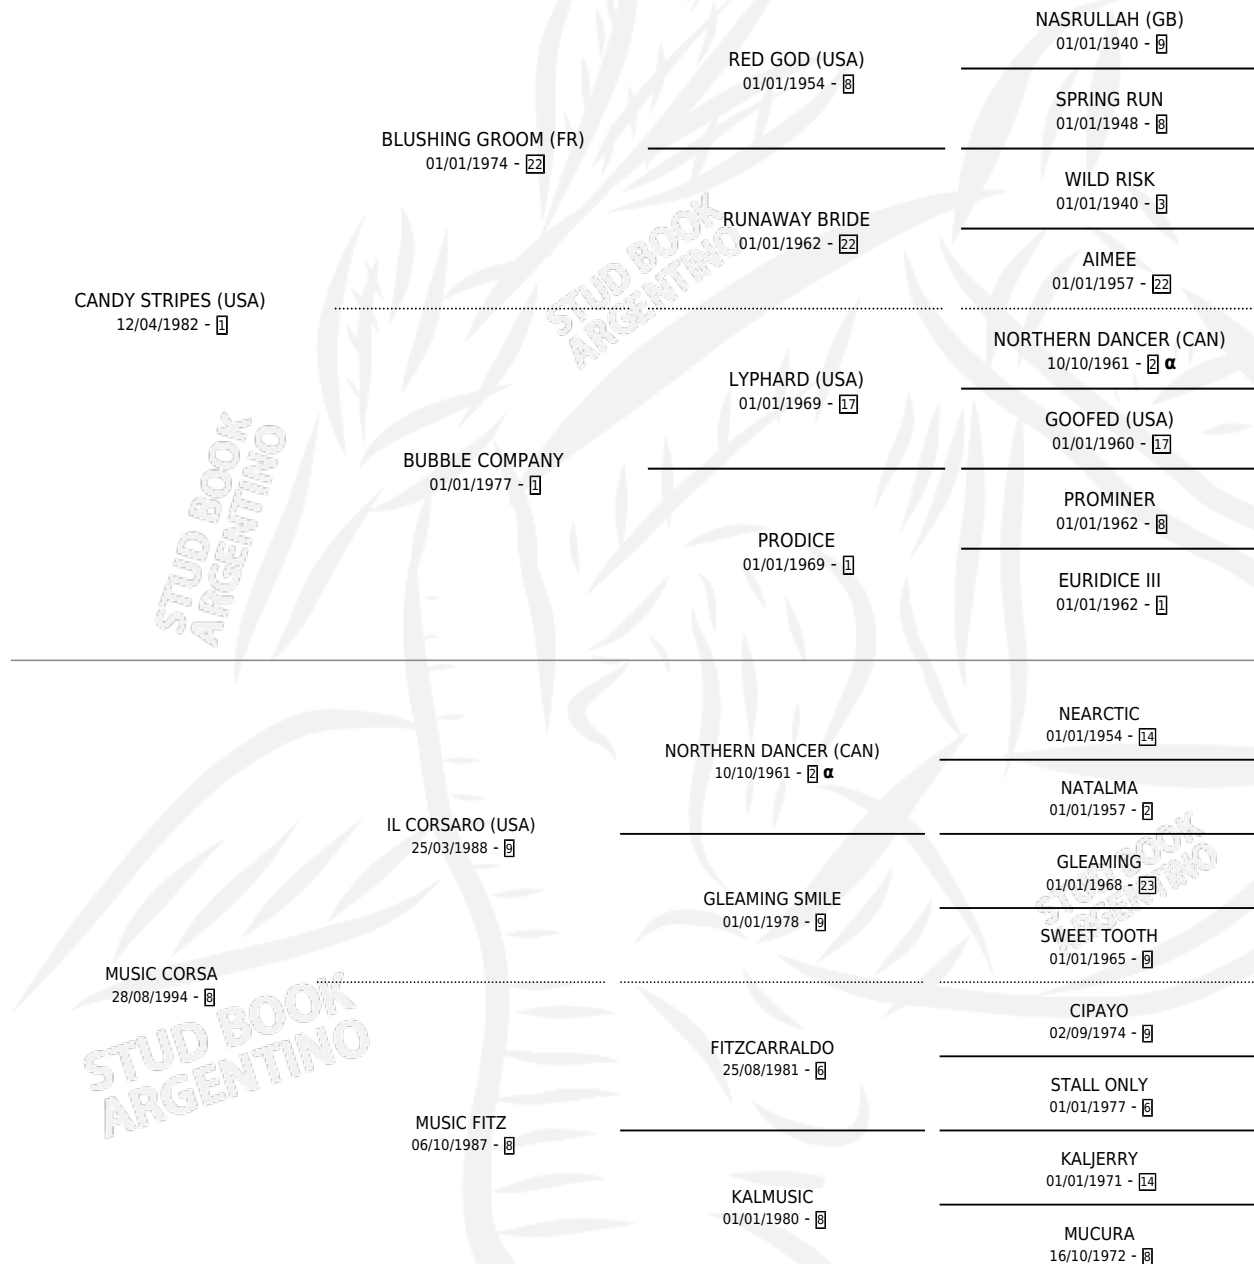 NASRULLAH (GB)
01/01/1940 - 9
RED GOD (USA)
01/01/1954 - 8
SPRING RUN
01/01/1948 - 8
BLUSHING GROOM (FR)
01/01/1974 - 22
WILD RISK
01/01/1940 - 3
RUNAWAY BRIDE
01/01/1962 - 22
AIMEE
01/01/1957 - 22
CANDY STRIPES (USA)
12/04/1982 - 1
NORTHERN DANCER (CAN)
10/10/1961 - 2 α
LYPHARD (USA)
01/01/1969 - 17
GOOFED (USA)
01/01/1960 - 17
BUBBLE COMPANY
01/01/1977 - 1
PROMINER
01/01/1962 - 8
PRODICE
01/01/1969 - 1
EURIDICE III
01/01/1962 - 1
STUD BOOK
ARGENTINO
STUD BOOK
ARGENTINO
NEARCTIC
01/01/1954 - 14
NORTHERN DANCER (CAN)
10/10/1961 - 2 α
NATALMA
01/01/1957 - 2
IL CORSARO (USA)
25/03/1988 - 9
GLEAMING
01/01/1968 - 23
GLEAMING SMILE
01/01/1978 - 9
SWEET TOOTH
01/01/1965 - 9
MUSIC CORSA
28/08/1994 - 8
CIPAYO
02/09/1974 - 9
FITZCARRALDO
25/08/1981 - 6
STALL ONLY
01/01/1977 - 6
MUSIC FITZ
06/10/1987 - 8
KALJERRY
01/01/1971 - 14
KALMUSIC
01/01/1980 - 8
MUCURA
16/10/1972 - 8
STUD BOOK
ARGENTINO
STUD BOOK
ARGENTINO